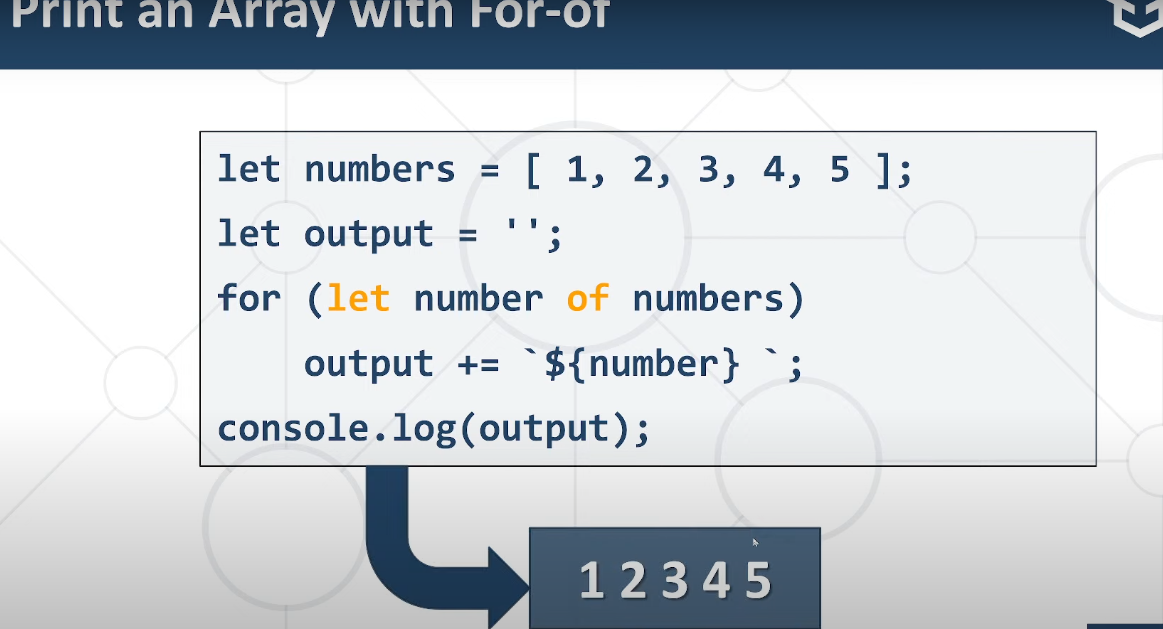 Print an Array with For-of
let numbers = [ 1, 2, 3, 4, 5 ];
let output = '';
for (let number of numbers)
    output += `${number} `;
console.log(output);
1 2 3 4 5